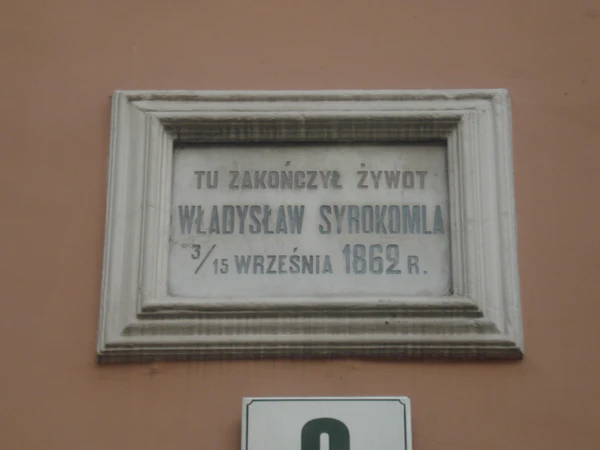 TU ZAKOŃCZYŁ ŻYWOT
WŁADYSŁAW SYROKOMLA
3/15 WRZEŚNIA 1862 R.